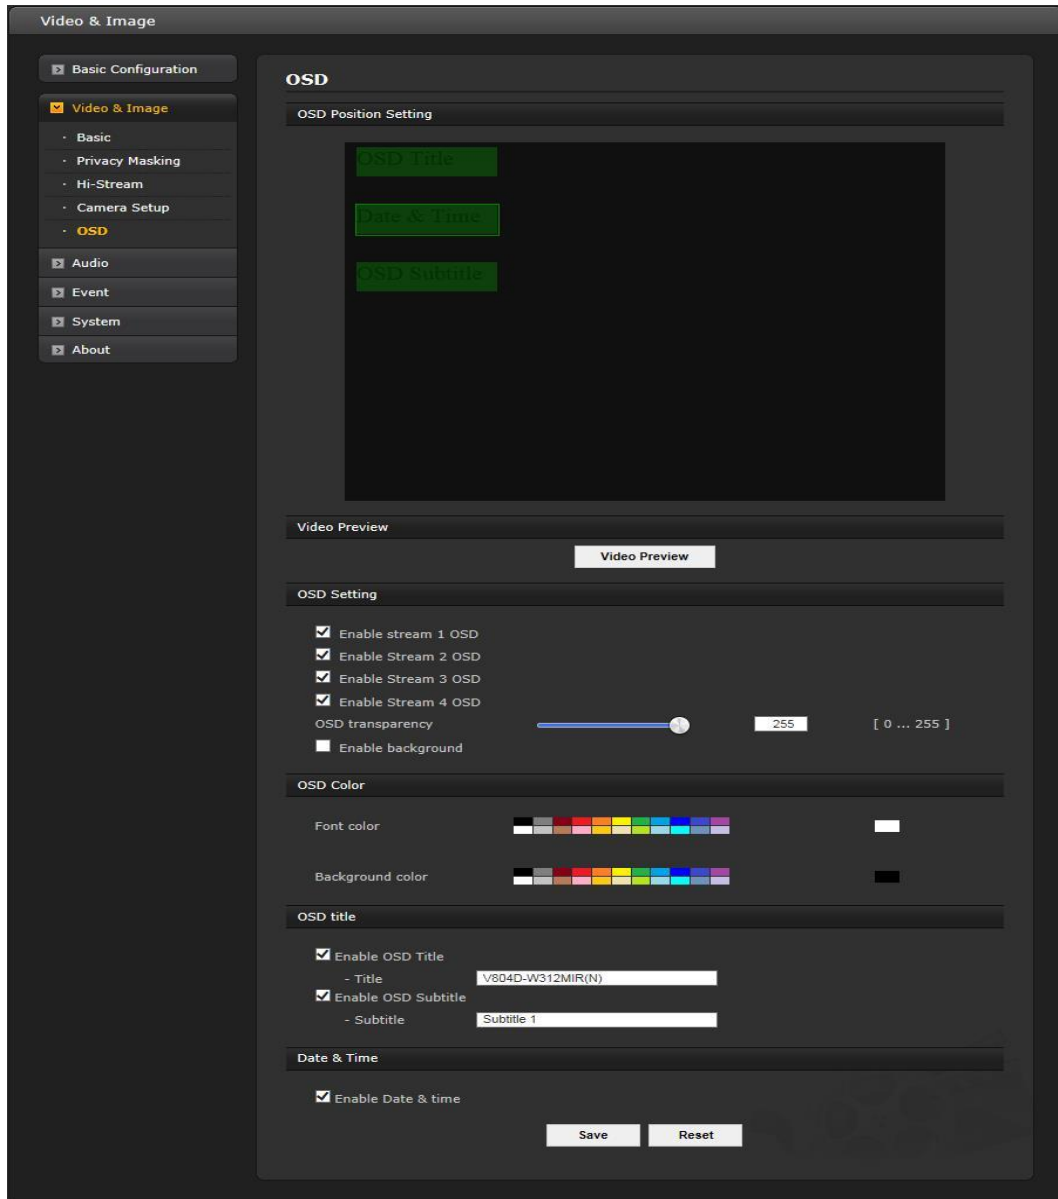 Video & Image
Basic Configuration
Video & Image
· Basic
· Privacy Masking
· Hi-Stream
· Camera Setup
· OSD
Audio
Event
System
About
OSD
OSD Position Setting
OSD Title
Date & Time
OSD Subtitle
Video Preview
Video Preview
OSD Setting
Enable stream 1 OSD
Enable Stream 2 OSD
Enable Stream 3 OSD
Enable Stream 4 OSD
OSD transparency 255 [ 0 ... 255 ]
Enable background
OSD Color
Font color
Background color
OSD title
Enable OSD Title
- Title V804D-W312MIR(N)
Enable OSD Subtitle
- Subtitle Subtitle 1
Date & Time
Enable Date & time
Save Reset